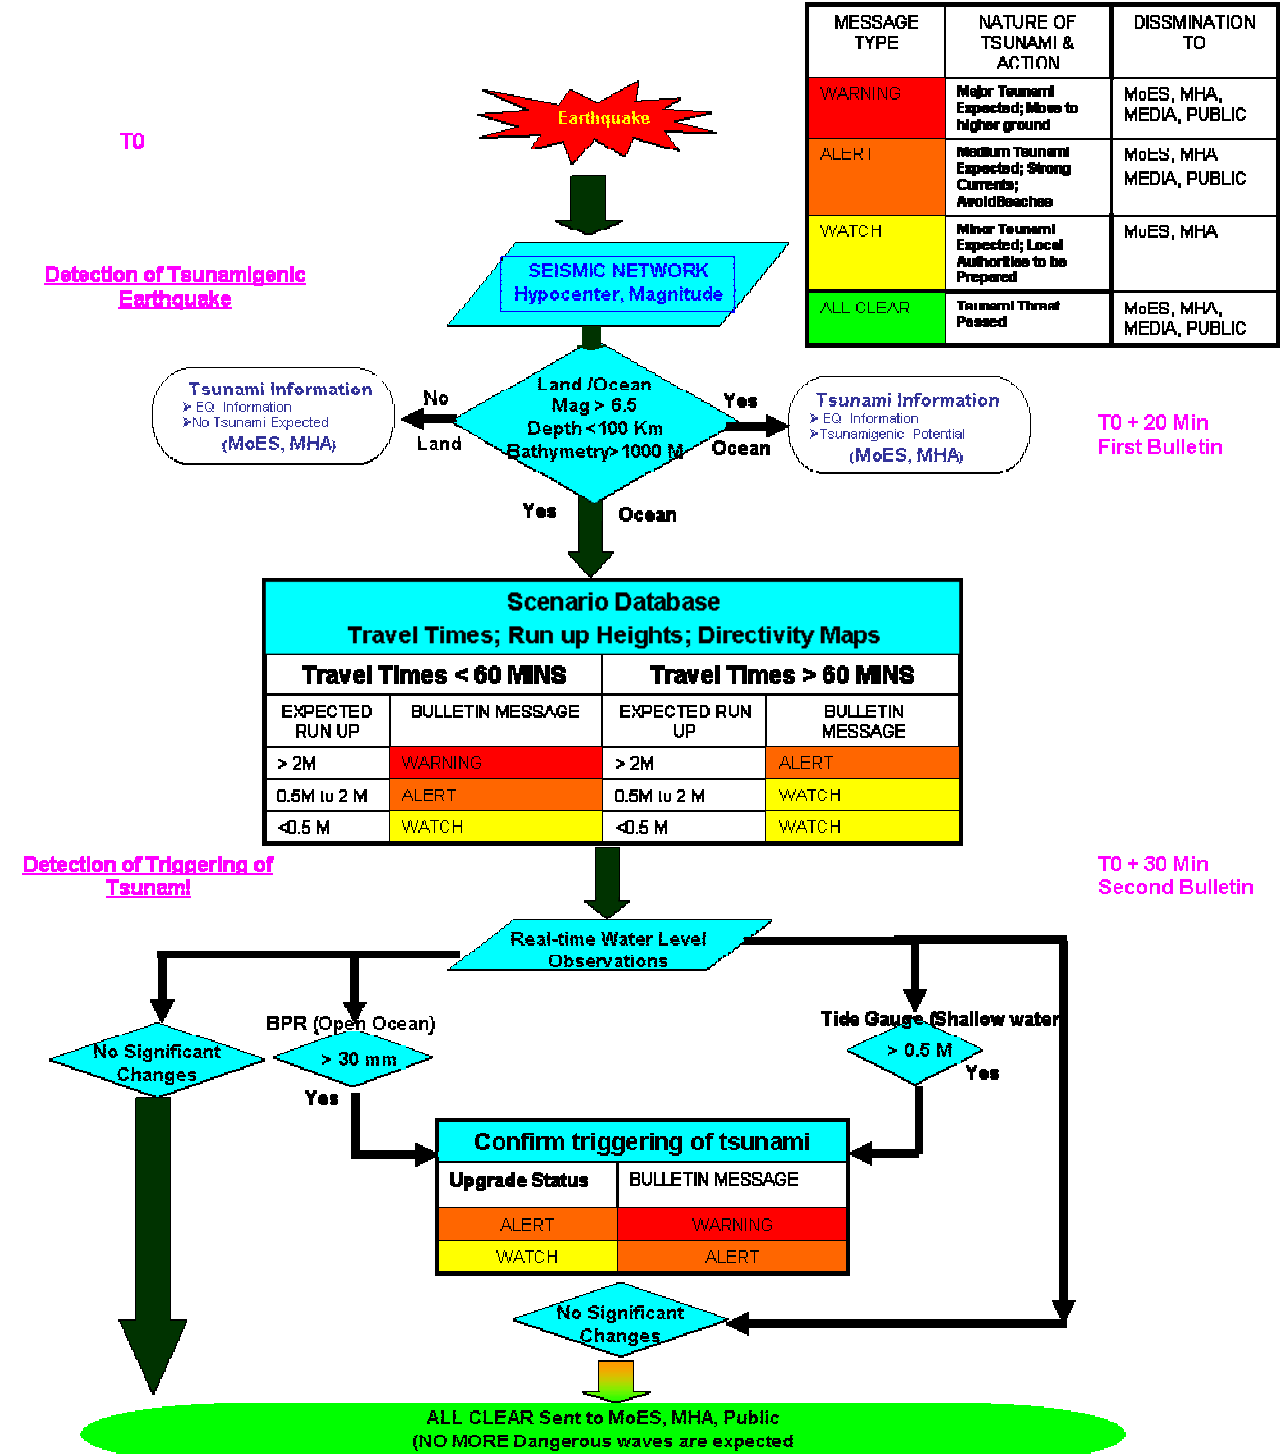 MESSAGE TYPE
NATURE OF TSUNAMI & ACTION
DISSMINATION TO
WARNING
Major Tsunami Expected; Move to higher ground
MoES, MHA, MEDIA, PUBLIC
ALERT
Medium Tsunami Expected; Strong Currents; AvoidBeaches
MoES, MHA MEDIA, PUBLIC
WATCH
Minor Tsunami Expected; Local Authorities to be Prepared
MoES, MHA
ALL CLEAR
Tsunami Threat Passed
MoES, MHA, MEDIA, PUBLIC
Earthquake
T0
Detection of Tsunamigenic
Earthquake
SEISMIC NETWORK
Hypocenter, Magnitude
Tsunami Information
➢ EQ Information
➢No Tsunami Expected
(MoES, MHA)
No
Land
Land /Ocean
Mag > 6.5
Depth <100 Km
Bathymetry> 1000 M
Yes
Ocean
Tsunami Information
➢ EQ Information
➢Tsunamigenic Potential
(MoES, MHA)
T0 + 20 Min
First Bulletin
Yes
Ocean
Scenario Database
Travel Times; Run up Heights; Directivity Maps
Travel Times < 60 MINS
Travel Times > 60 MINS
EXPECTED RUN UP
BULLETIN MESSAGE
EXPECTED RUN UP
BULLETIN MESSAGE
> 2M
WARNING
> 2M
ALERT
0.5M to 2 M
ALERT
0.5M to 2 M
WATCH
<0.5 M
WATCH
<0.5 M
WATCH
Detection of Triggering of
Tsunami
T0 + 30 Min
Second Bulletin
Real-time Water Level
Observations
BPR (Open Ocean)
Tide Gauge (Shallow water
No Significant
Changes
> 30 mm
Yes
> 0.5 M
Yes
Confirm triggering of tsunami
Upgrade Status
BULLETIN MESSAGE
ALERT
WARNING
WATCH
ALERT
No Significant
Changes
ALL CLEAR Sent to MoES, MHA, Public
(NO MORE Dangerous waves are expected